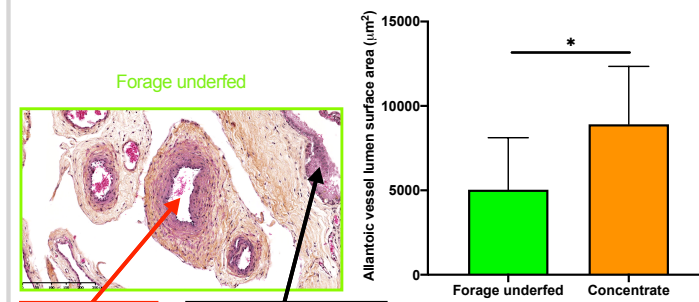 Forage underfed
Allantoic vessel lumen surface area (µm²)
15000
10000
5000
0
*
Forage underfed
Concentrate